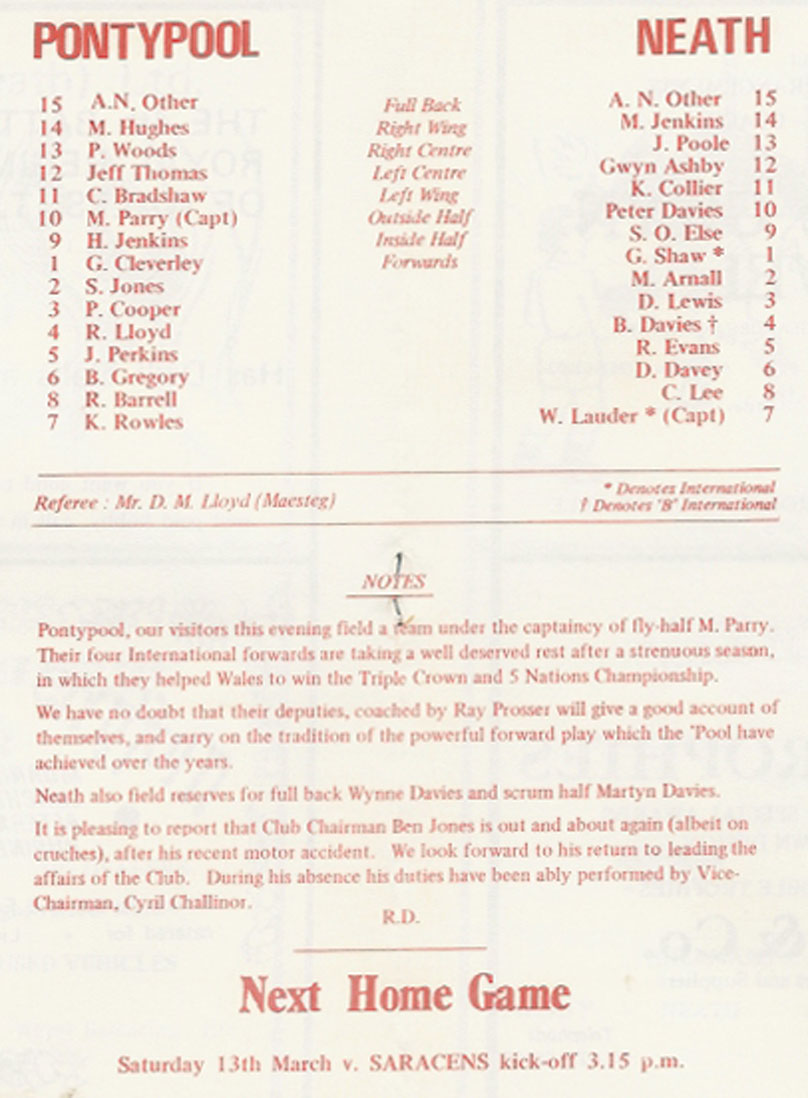 PONTYPOOL NEATH
15 A.N. Other Full Back A. N. Other 15
14 M. Hughes Right Wing M. Jenkins 14
13 P. Woods Right Centre J. Poole 13
12 Jeff Thomas Left Centre Gwyn Ashby 12
11 C. Bradshaw Left Wing K. Collier 11
10 M. Parry (Capt) Outside Half Peter Davies 10
9 H. Jenkins Inside Half S. O. Else 9
1 G. Cleverley Forwards G. Shaw * 1
2 S. Jones M. Arnall 2
3 P. Cooper D. Lewis 3
4 R. Lloyd B. Davies † 4
5 J. Perkins R. Evans 5
6 B. Gregory D. Davey 6
8 R. Barrell C. Lee 8
7 K. Rowles W. Lauder * (Capt) 7
Referee : Mr. D. M. Lloyd (Maesteg)
* Denotes International
† Denotes 'B' International
NOTES
Pontypool, our visitors this evening field a team under the captaincy of fly-half M. Parry.
Their four International forwards are taking a well deserved rest after a strenuous season,
in which they helped Wales to win the Triple Crown and 5 Nations Championship.
We have no doubt that their deputies, coached by Ray Prosser will give a good account of
themselves, and carry on the tradition of the powerful forward play which the 'Pool have
achieved over the years.
Neath also field reserves for full back Wynne Davies and scrum half Martyn Davies.
It is pleasing to report that Club Chairman Ben Jones is out and about again (albeit on
cruches), after his recent motor accident. We look forward to his return to leading the
affairs of the Club. During his absence his duties have been ably performed by Vice-
Chairman, Cyril Challinor.
R.D.
Next Home Game
Saturday 13th March v. SARACENS kick-off 3.15 p.m.